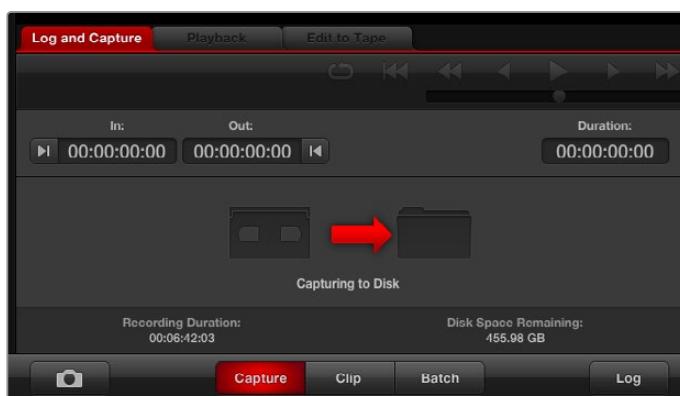 Log and Capture Playback Edit to Tape
In: Out: Duration:
00:00:00:00 00:00:00:00 00:00:00:00
Capturing to Disk
Recording Duration: Disk Space Remaining:
00:06:42:03 455.98 GB
Capture Clip Batch Log